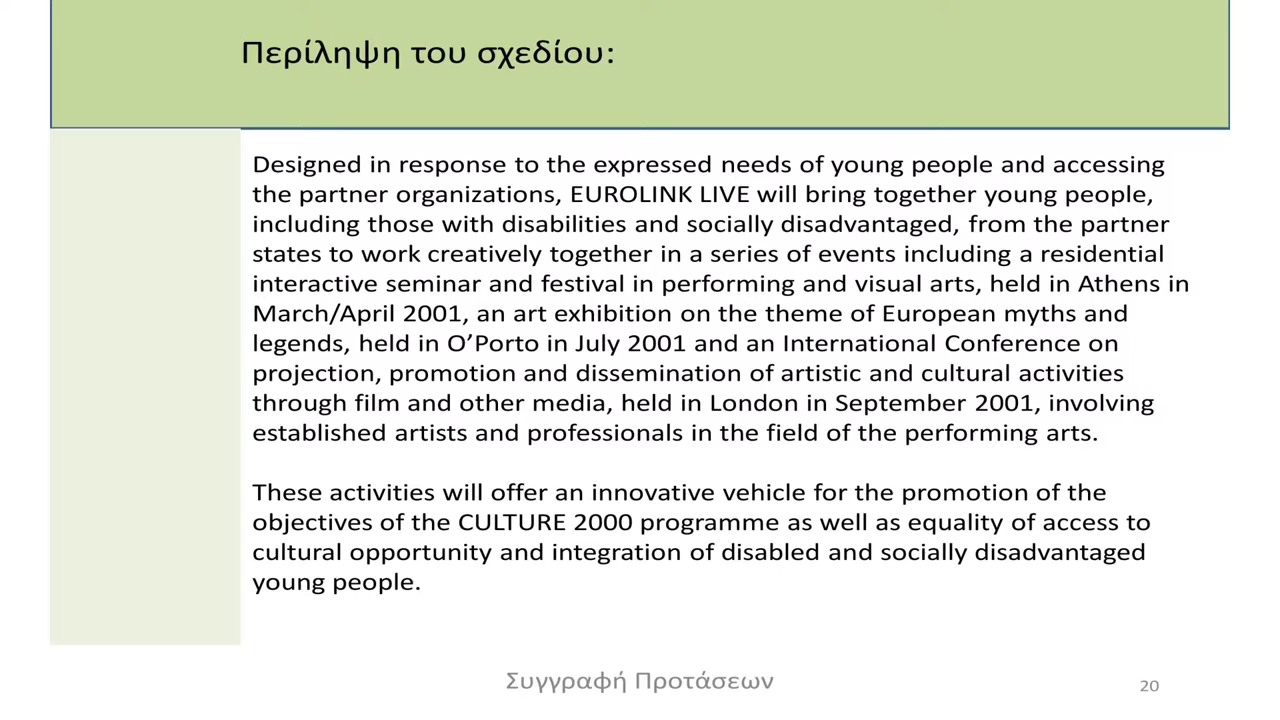 Περίληψη του σχεδίου:
Designed in response to the expressed needs of young people and accessing
the partner organizations, EUROLINK LIVE will bring together young people,
including those with disabilities and socially disadvantaged, from the partner
states to work creatively together in a series of events including a residential
interactive seminar and festival in performing and visual arts, held in Athens in
March/April 2001, an art exhibition on the theme of European myths and
legends, held in O’Porto in July 2001 and an International Conference on
projection, promotion and dissemination of artistic and cultural activities
through film and other media, held in London in September 2001, involving
established artists and professionals in the field of the performing arts.
These activities will offer an innovative vehicle for the promotion of the
objectives of the CULTURE 2000 programme as well as equality of access to
cultural opportunity and integration of disabled and socially disadvantaged
young people.
Συγγραφή Προτάσεων
20